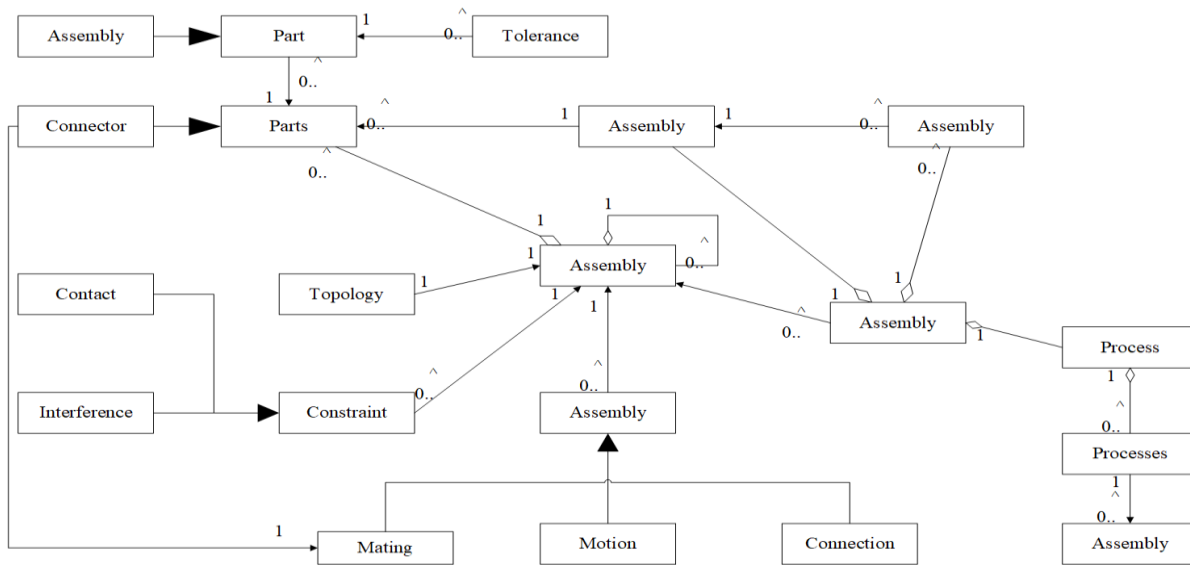 Assembly
Part
1
^
0..
Tolerance
^
0..
1
Connector
Parts
^
0..
1
Assembly
1
^
0..
Assembly
^
0..
^
0..
1
1
Assembly
^
0..
1
Contact
Topology
1
1
1
^
0..
1
1
Assembly
1
Process
1
^
0..
Processes
1
^
0..
Assembly
Interference
Constraint
^
0..
^
0..
Assembly
1
Mating
Motion
Connection